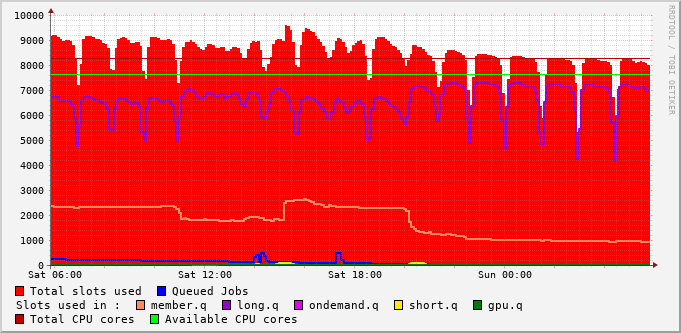 RRDTOOL / TOBI OETIKER
10000
9000
8000
7000
6000
5000
4000
3000
2000
1000
0
Sat 06:00 Sat 12:00 Sat 18:00 Sun 00:00
Total slots used Queued Jobs
Slots used in : member.q long.q ondemand.q short.q gpu.q
Total CPU cores Available CPU cores